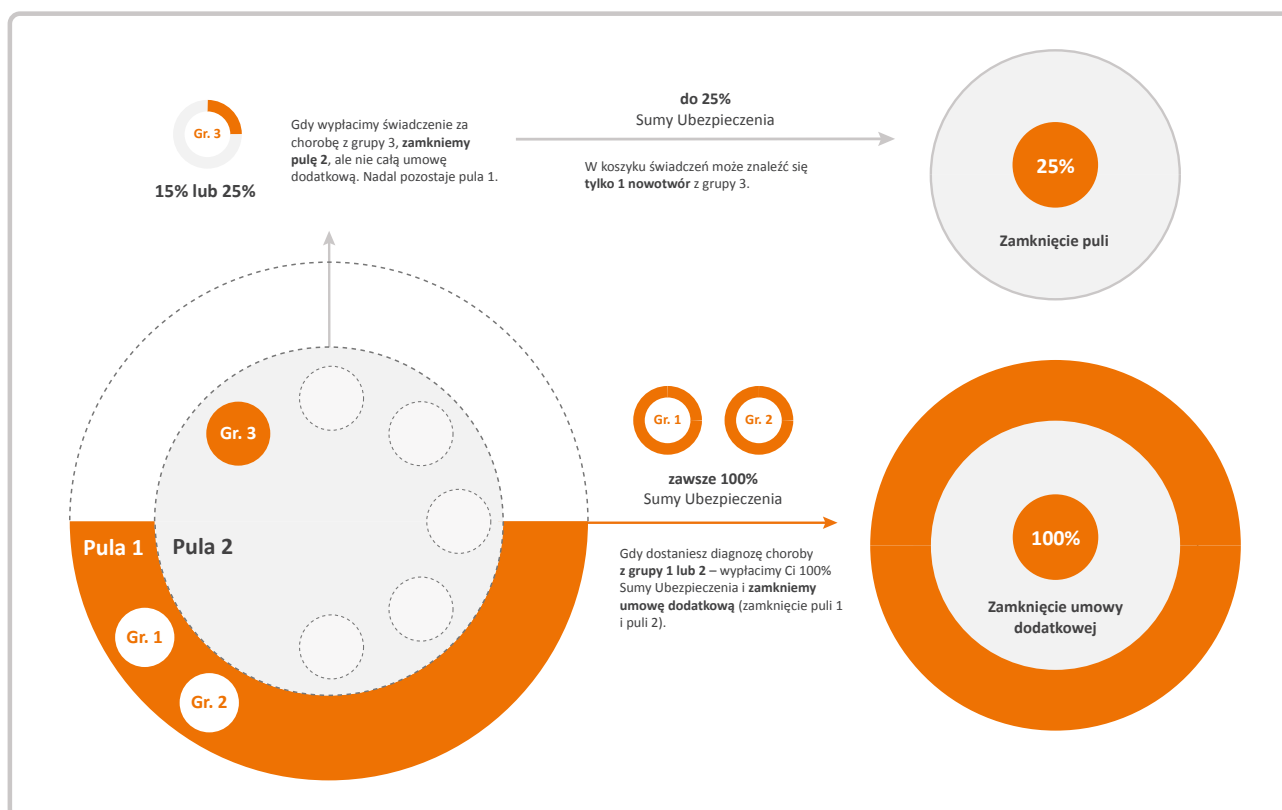 Gr. 3
15% lub 25%
Gdy wypłacimy świadczenie za
chorobę z grupy 3, zamkniemy
pulę 2, ale nie całą umowę
dodatkową. Nadal pozostaje pula 1.
do 25%
Sumy Ubezpieczenia
W koszyku świadczeń może znaleźć się
tylko 1 nowotwór z grupy 3.
25%
Zamknięcie puli
Gr. 3
Pula 1
Pula 2
Gr. 1
Gr. 2
Gr. 1
Gr. 2
zawsze 100%
Sumy Ubezpieczenia
Gdy dostaniesz diagnozę choroby
z grupy 1 lub 2 – wypłacimy Ci 100%
Sumy Ubezpieczenia i zamkniemy
umowę dodatkową (zamknięcie puli 1
i puli 2).
100%
Zamknięcie umowy
dodatkowej